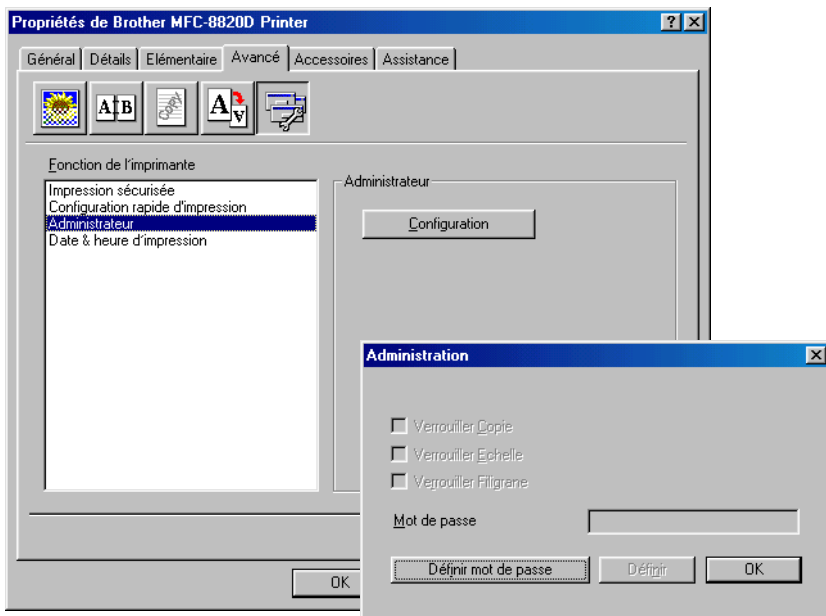 Propriétés de Brother MFC-8820D Printer
Général Détails Elémentaire Avancé Accessoires Assistance
A B
copy
A A
Fonction de l'imprimante
Impression sécurisée
Configuration rapide d'impression
Administrateur
Date & heure d'impression
Administrateur
Configuration
OK
Administration
Verrouiller Copie
Verrouiller Echelle
Verrouiller Filigrane
Mot de passe
Définir mot de passe Définir OK